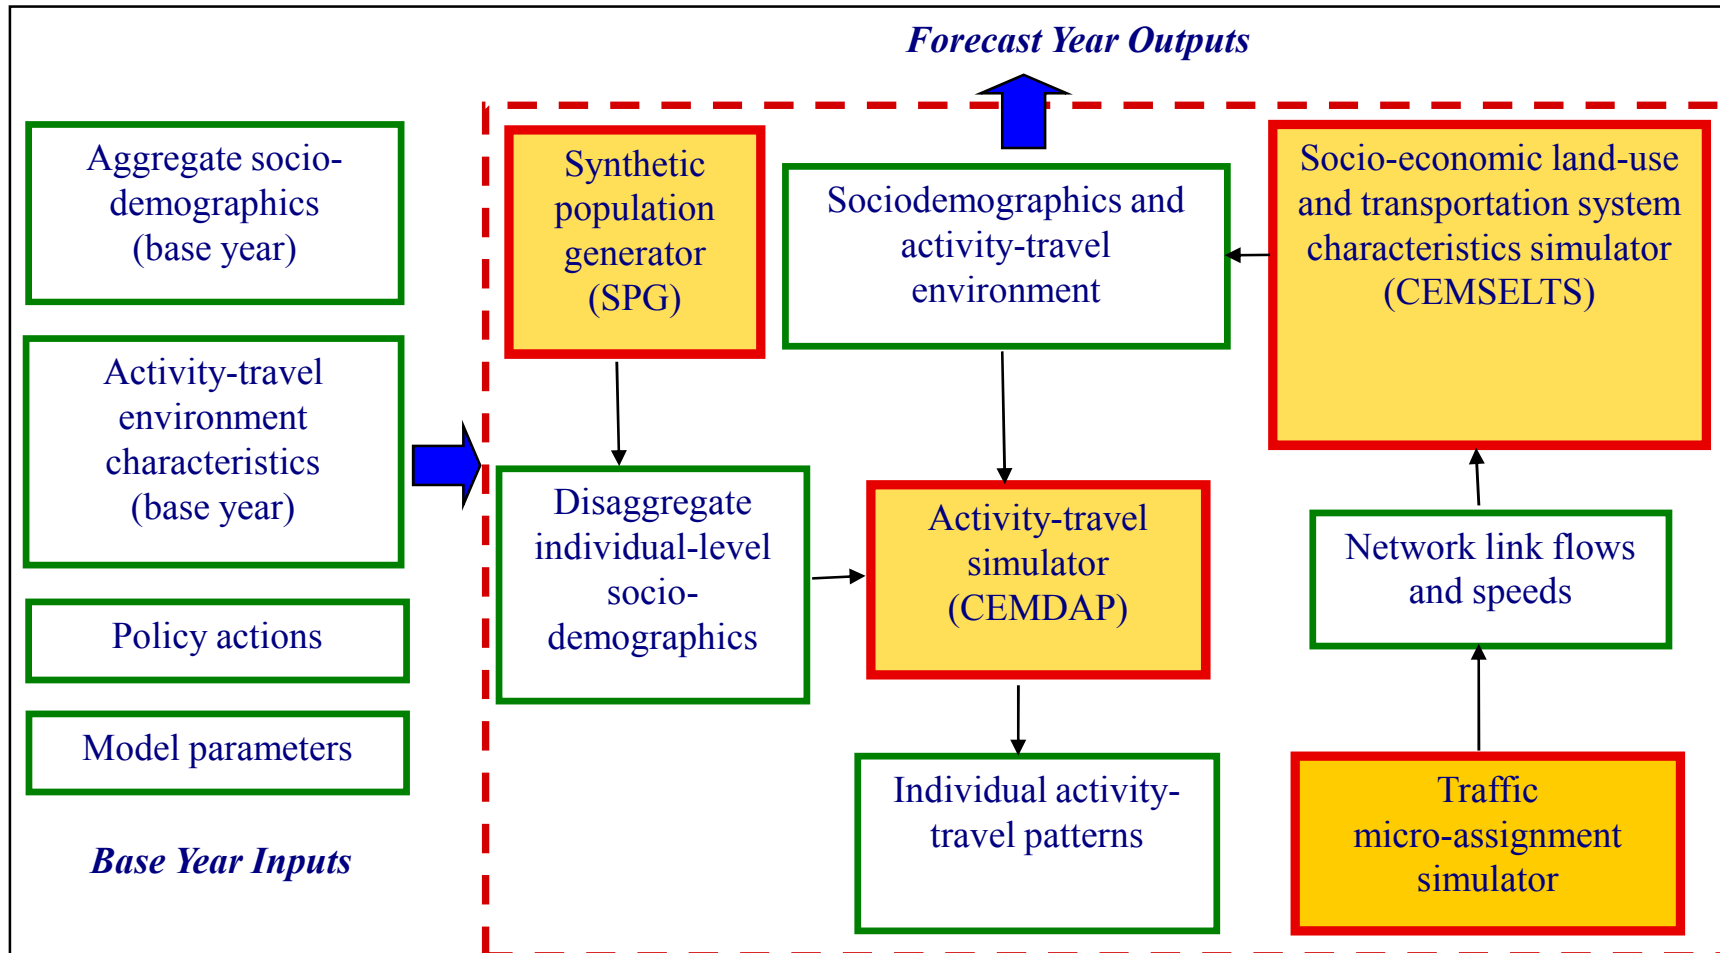 Forecast Year Outputs
Aggregate socio-
demographics
(base year)
Activity-travel
environment
characteristics
(base year)
Policy actions
Model parameters
Base Year Inputs
Synthetic
population
generator
(SPG)
Disaggregate
individual-level
socio-
demographics
Sociodemographics and
activity-travel
environment
Activity-travel
simulator
(CEMDAP)
Individual activity-
travel patterns
Socio-economic land-use
and transportation system
characteristics simulator
(CEMSELTS)
Network link flows
and speeds
Traffic
micro-assignment
simulator